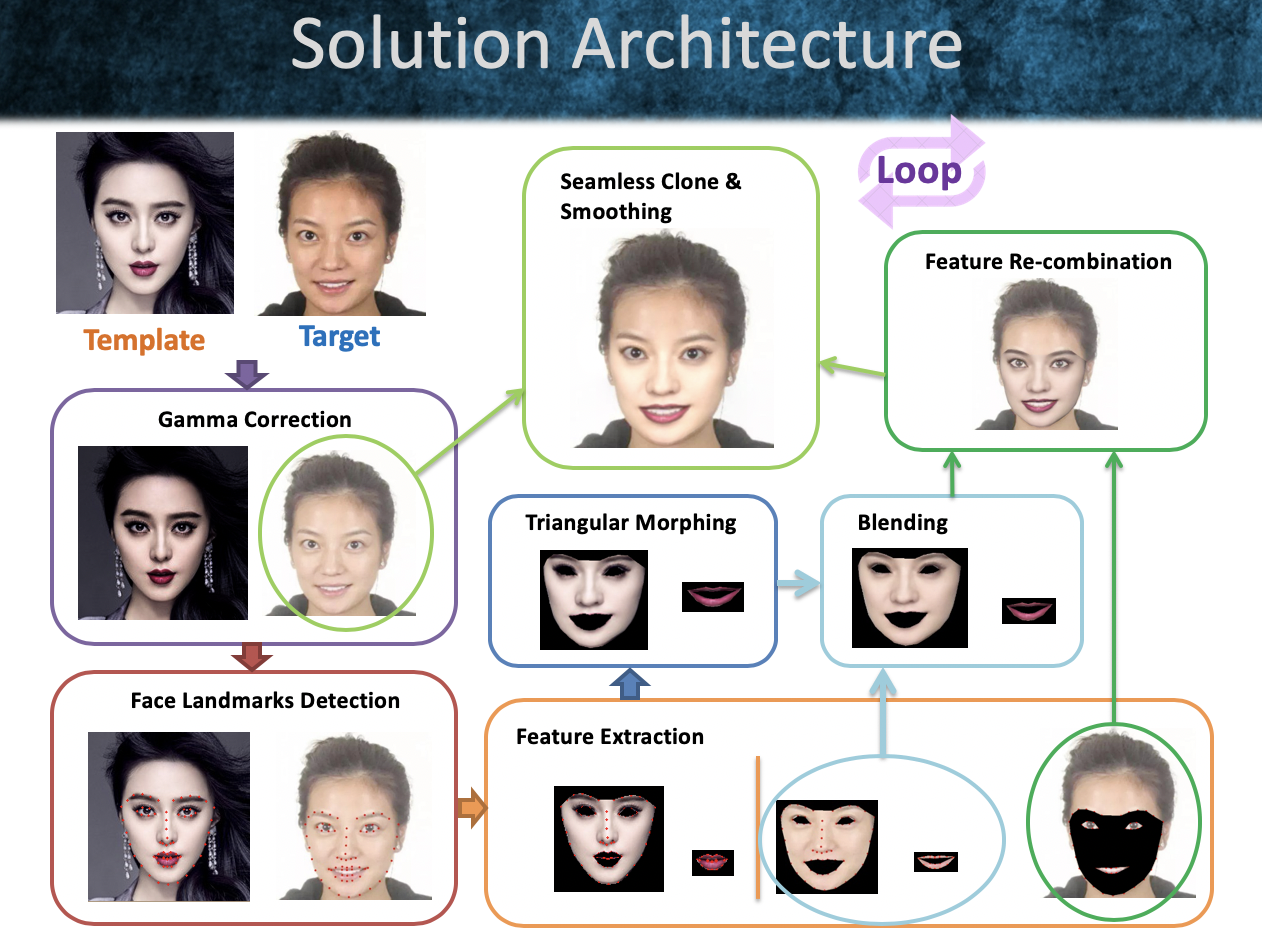 Solution Architecture
Template
Target
Gamma Correction
Face Landmarks Detection
Seamless Clone &
Smoothing
Loop
Feature Re-combination
Triangular Morphing
Blending
Feature Extraction